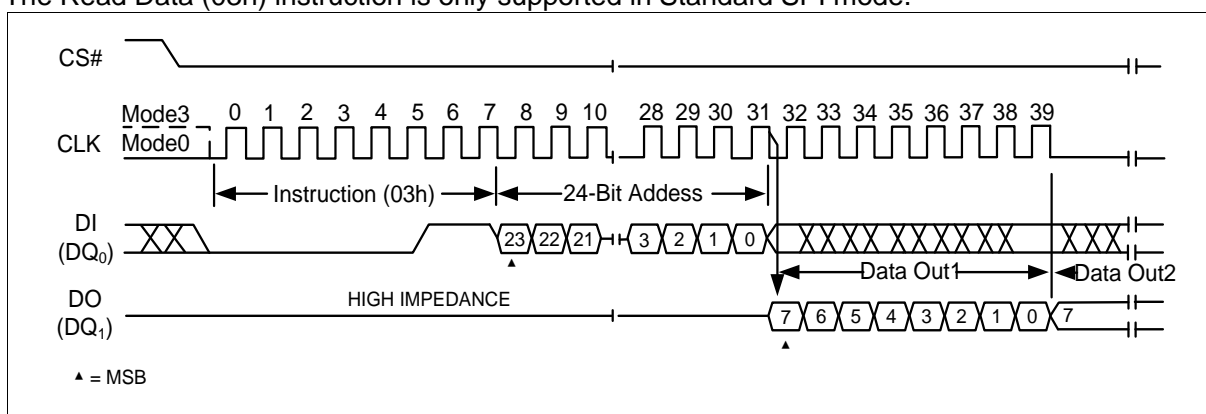 The Read Data (03h) instruction is only supported in Standard SPI mode.
CS#
Mode3 0 1 2 3 4 5 6 7 8 9 10 28 29 30 31 32 33 34 35 36 37 38 39
CLK Mode0
Instruction (03h) 24-Bit Addess
DI
(DQ0) 23 22 21 3 2 1 0
Data Out1 Data Out2
DO HIGH IMPEDANCE
(DQ1) 7 6 5 4 3 2 1 0 7
▲ = MSB